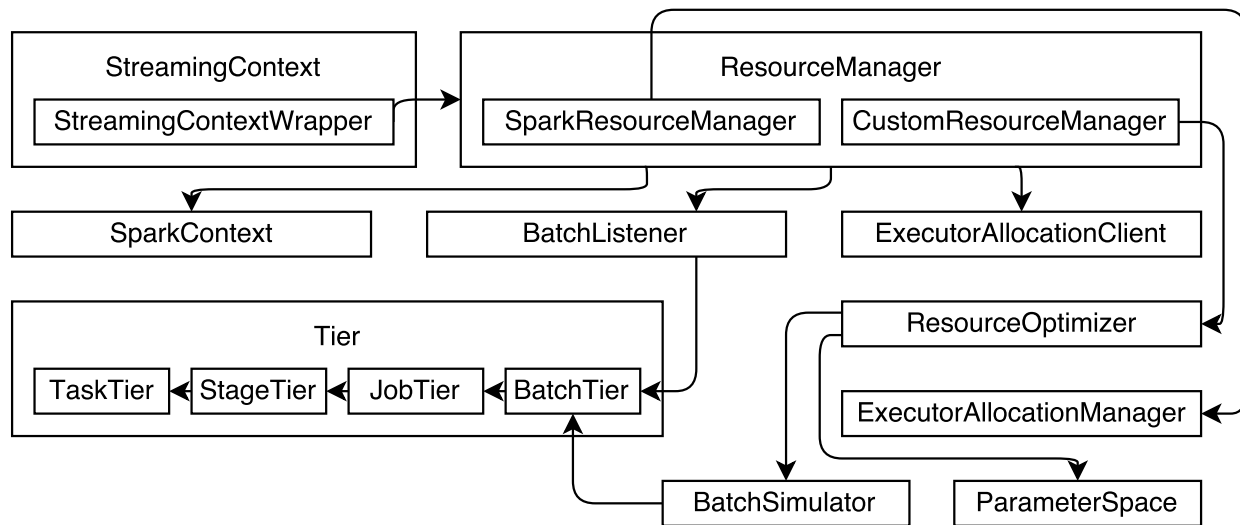 StreamingContext
StreamingContextWrapper
ResourceManager
SparkResourceManager
CustomResourceManager
SparkContext
BatchListener
ExecutorAllocationClient
Tier
TaskTier
StageTier
JobTier
BatchTier
ResourceOptimizer
ExecutorAllocationManager
BatchSimulator
ParameterSpace